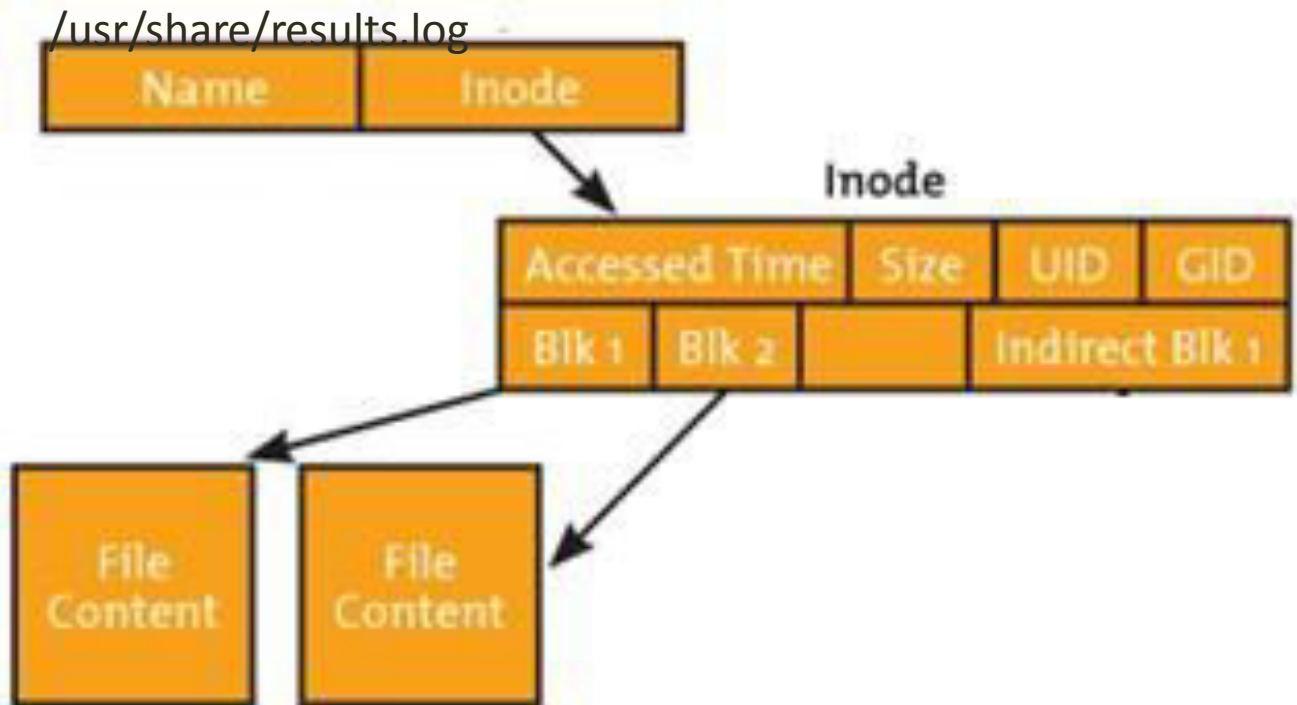 /usr/share/results.log
Name Inode
Inode
Accessed Time Size UID GID
Blk 1 Blk 2 Indirect Blk 1
File File
Content Content